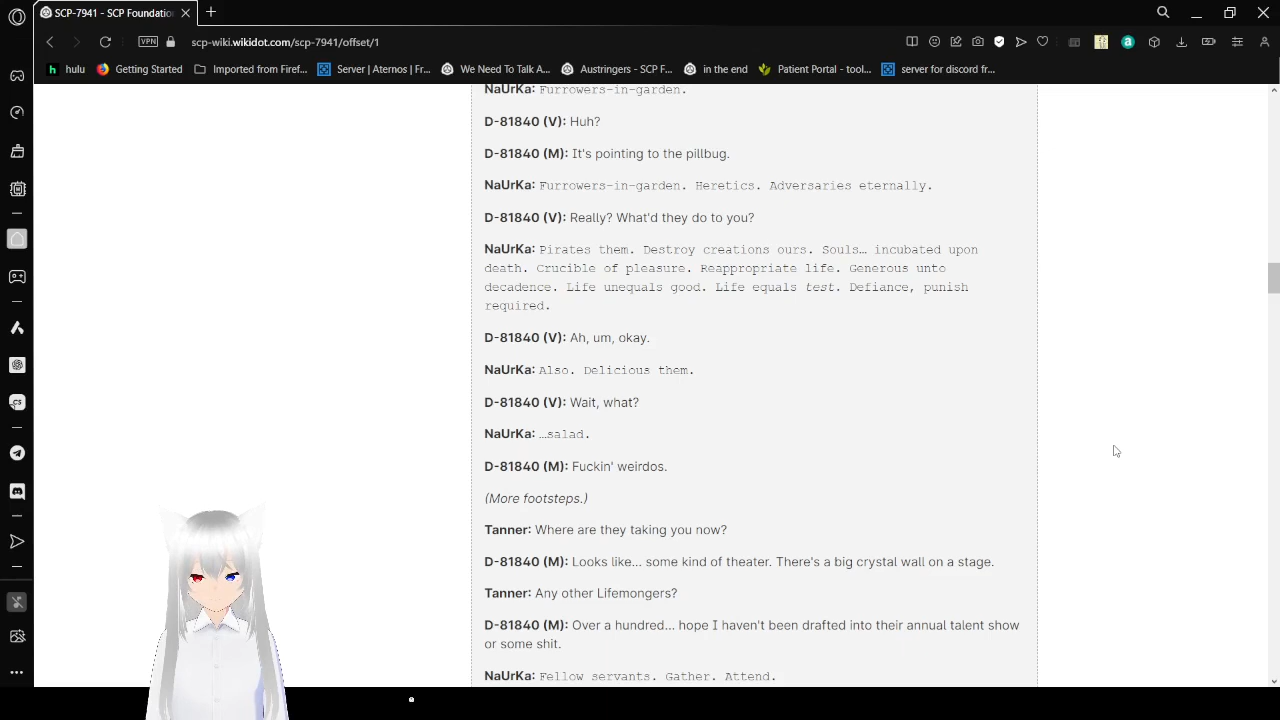 SCP-7941 - SCP Foundatio
scp-wiki.wikidot.com/scp-7941/offset/1
VPN
hulu
Getting Started
Imported from Firef...
Server | Aternos | Fr...
We Need To Talk A...
Austringers - SCP F...
in the end
Patient Portal - tool...
server for discord fr...
NaUrKa: Furrowers-in-garden.
D-81840 (V): Huh?
D-81840 (M): It's pointing to the pillbug.
NaUrKa: Furrowers-in-garden. Heretics. Adversaries eternally.
D-81840 (V): Really? What'd they do to you?
NaUrKa: Pirates them. Destroy creations ours. Souls… incubated upon
death. Crucible of pleasure. Reappropriate life. Generous unto
decadence. Life unequals good. Life equals test. Defiance, punish
required.
D-81840 (V): Ah, um, okay.
NaUrKa: Also. Delicious them.
D-81840 (V): Wait, what?
NaUrKa: …salad.
D-81840 (M): Fuckin' weirdos.
(More footsteps.)
Tanner: Where are they taking you now?
D-81840 (M): Looks like… some kind of theater. There's a big crystal wall on a stage.
Tanner: Any other Lifemongers?
D-81840 (M): Over a hundred… hope I haven't been drafted into their annual talent show
or some shit.
NaUrKa: Fellow servants. Gather. Attend.